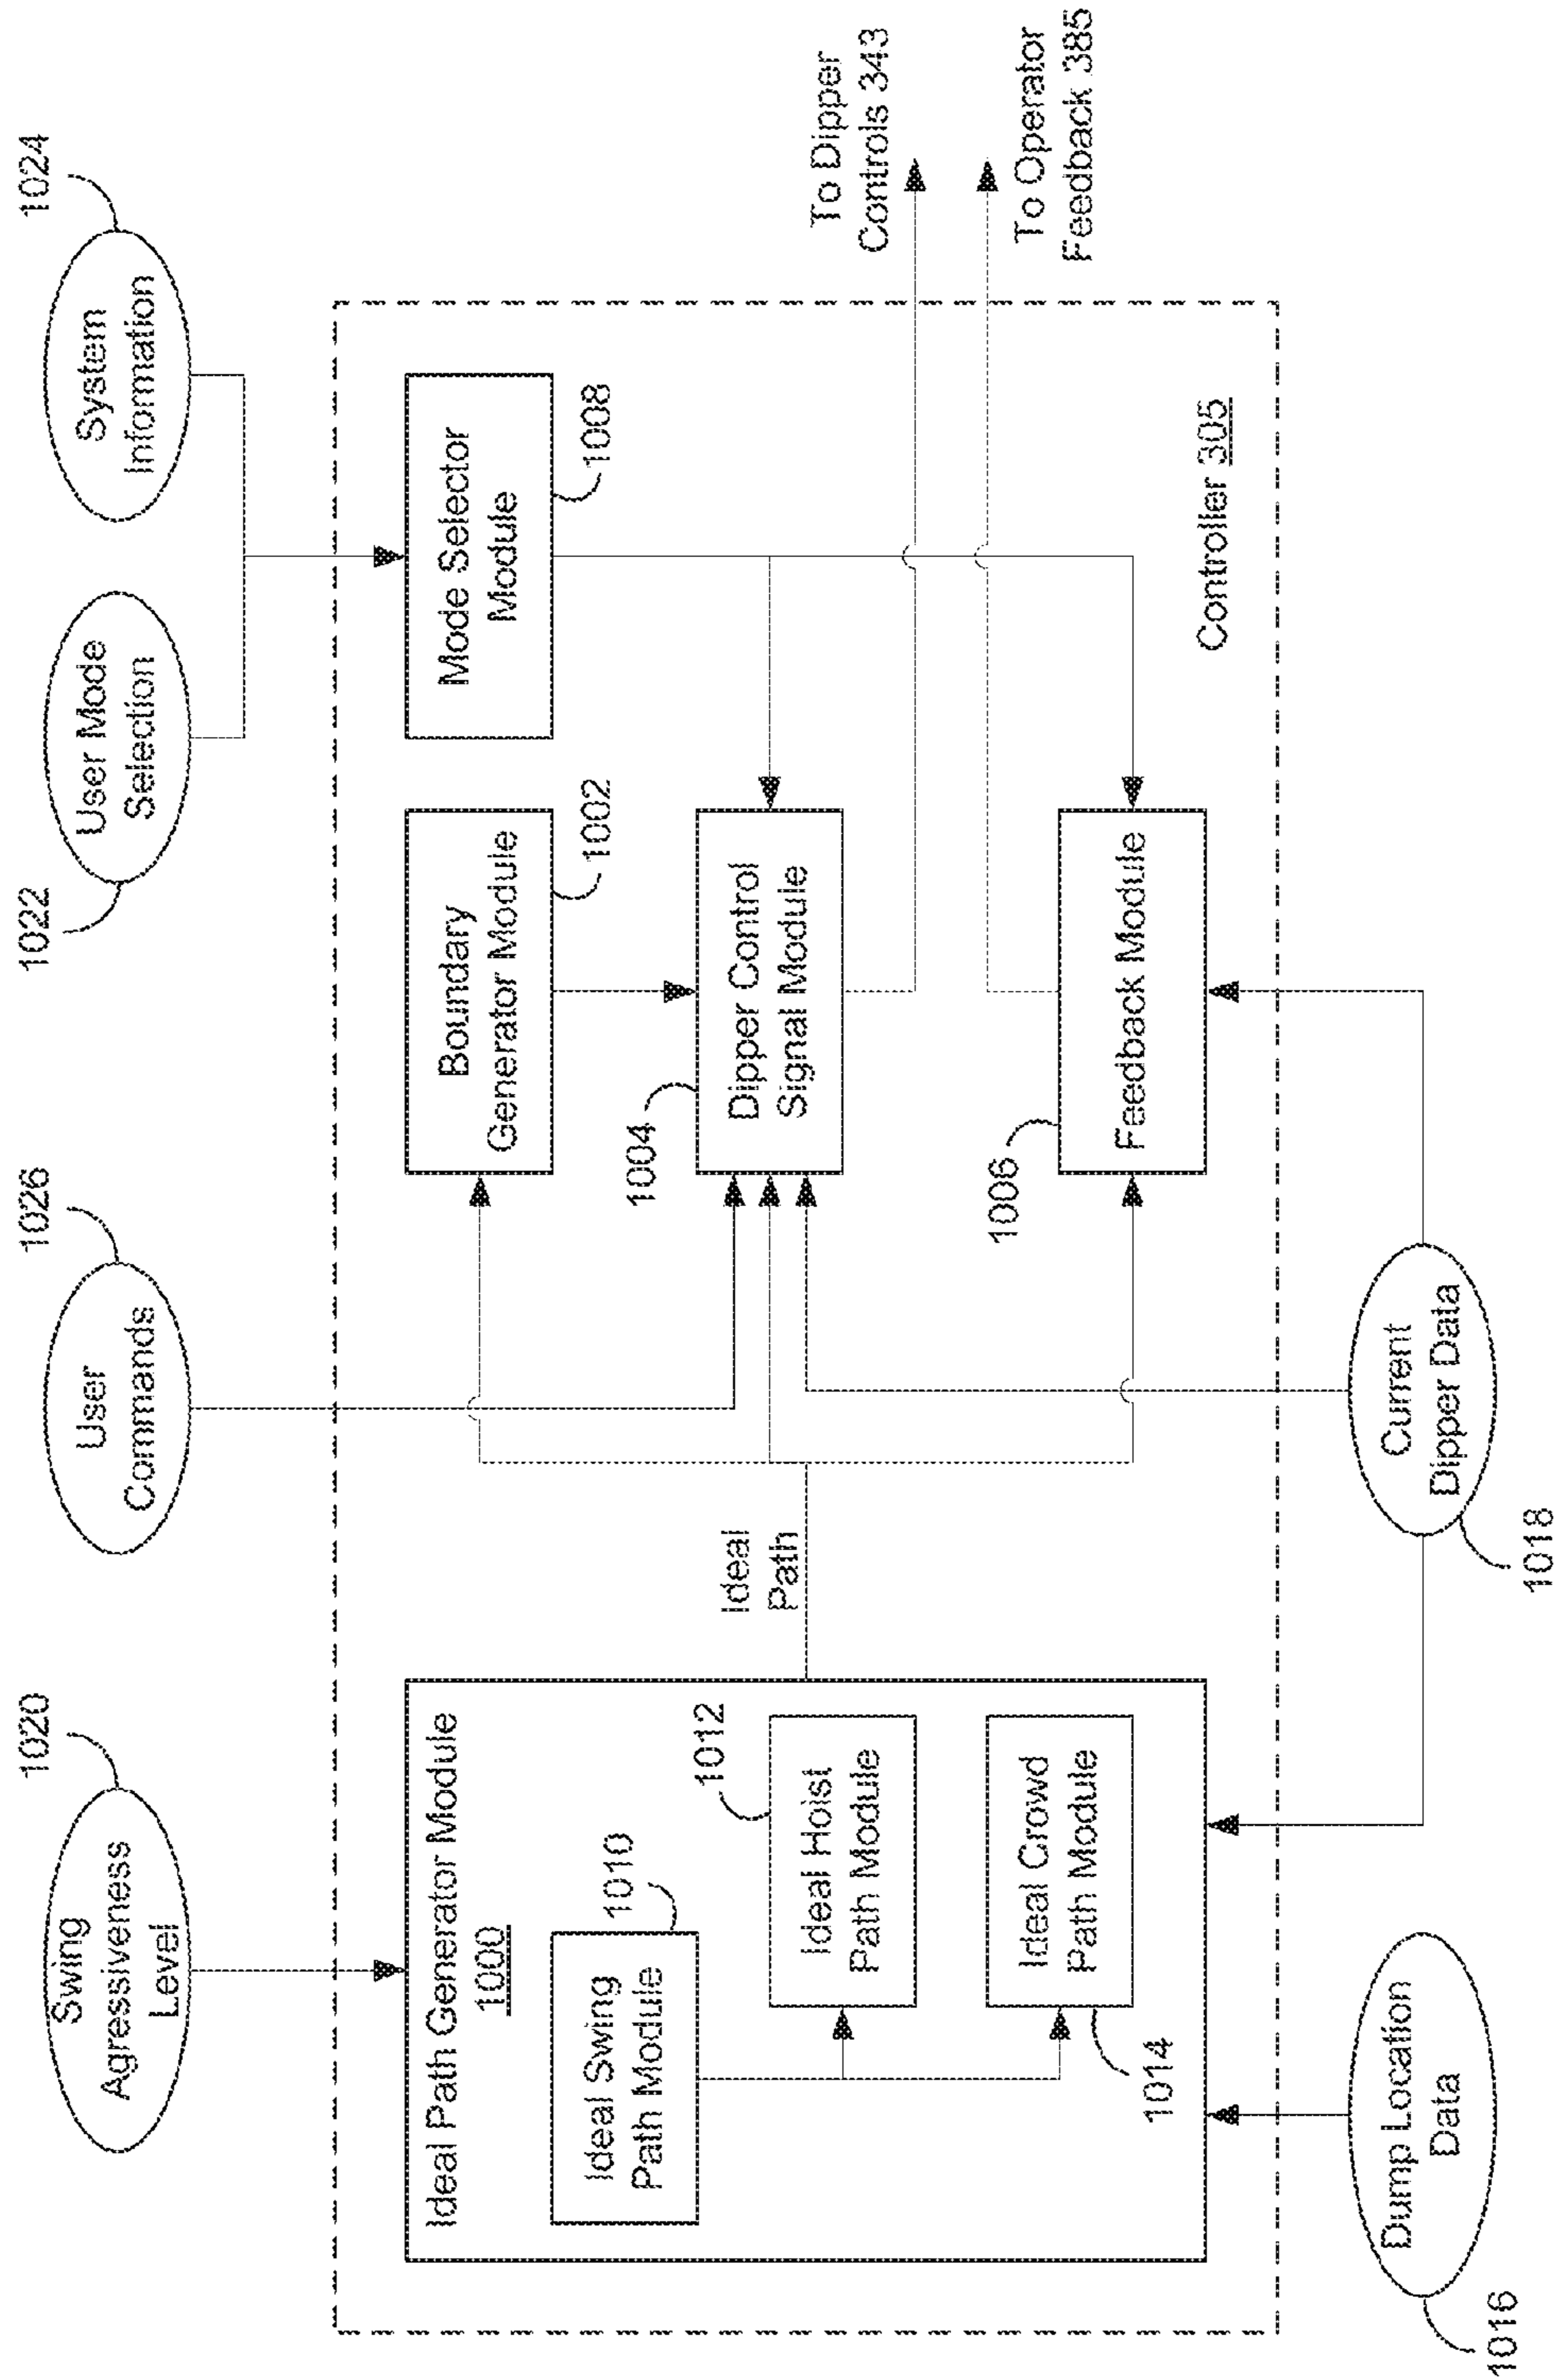 1020
Swing
Agressiveness
Level
1026
User
Commands
1022
User Mode
Selection
1024
System
Information
Ideal Path Generator Module
1000
Ideal Swing
Path Module
1010
1012
Ideal Hoist
Path Module
Ideal Crowd
Path Module
1014
Ideal
Path
Boundary
Generator Module
1002
1004
Dipper Control
Signal Module
1006
Feedback Module
Mode Selector
Module
1008
To Dipper
Controls 343
To Operator
Feedback 385
Controller 305
1016
Dump Location
Data
1018
Current
Dipper Data